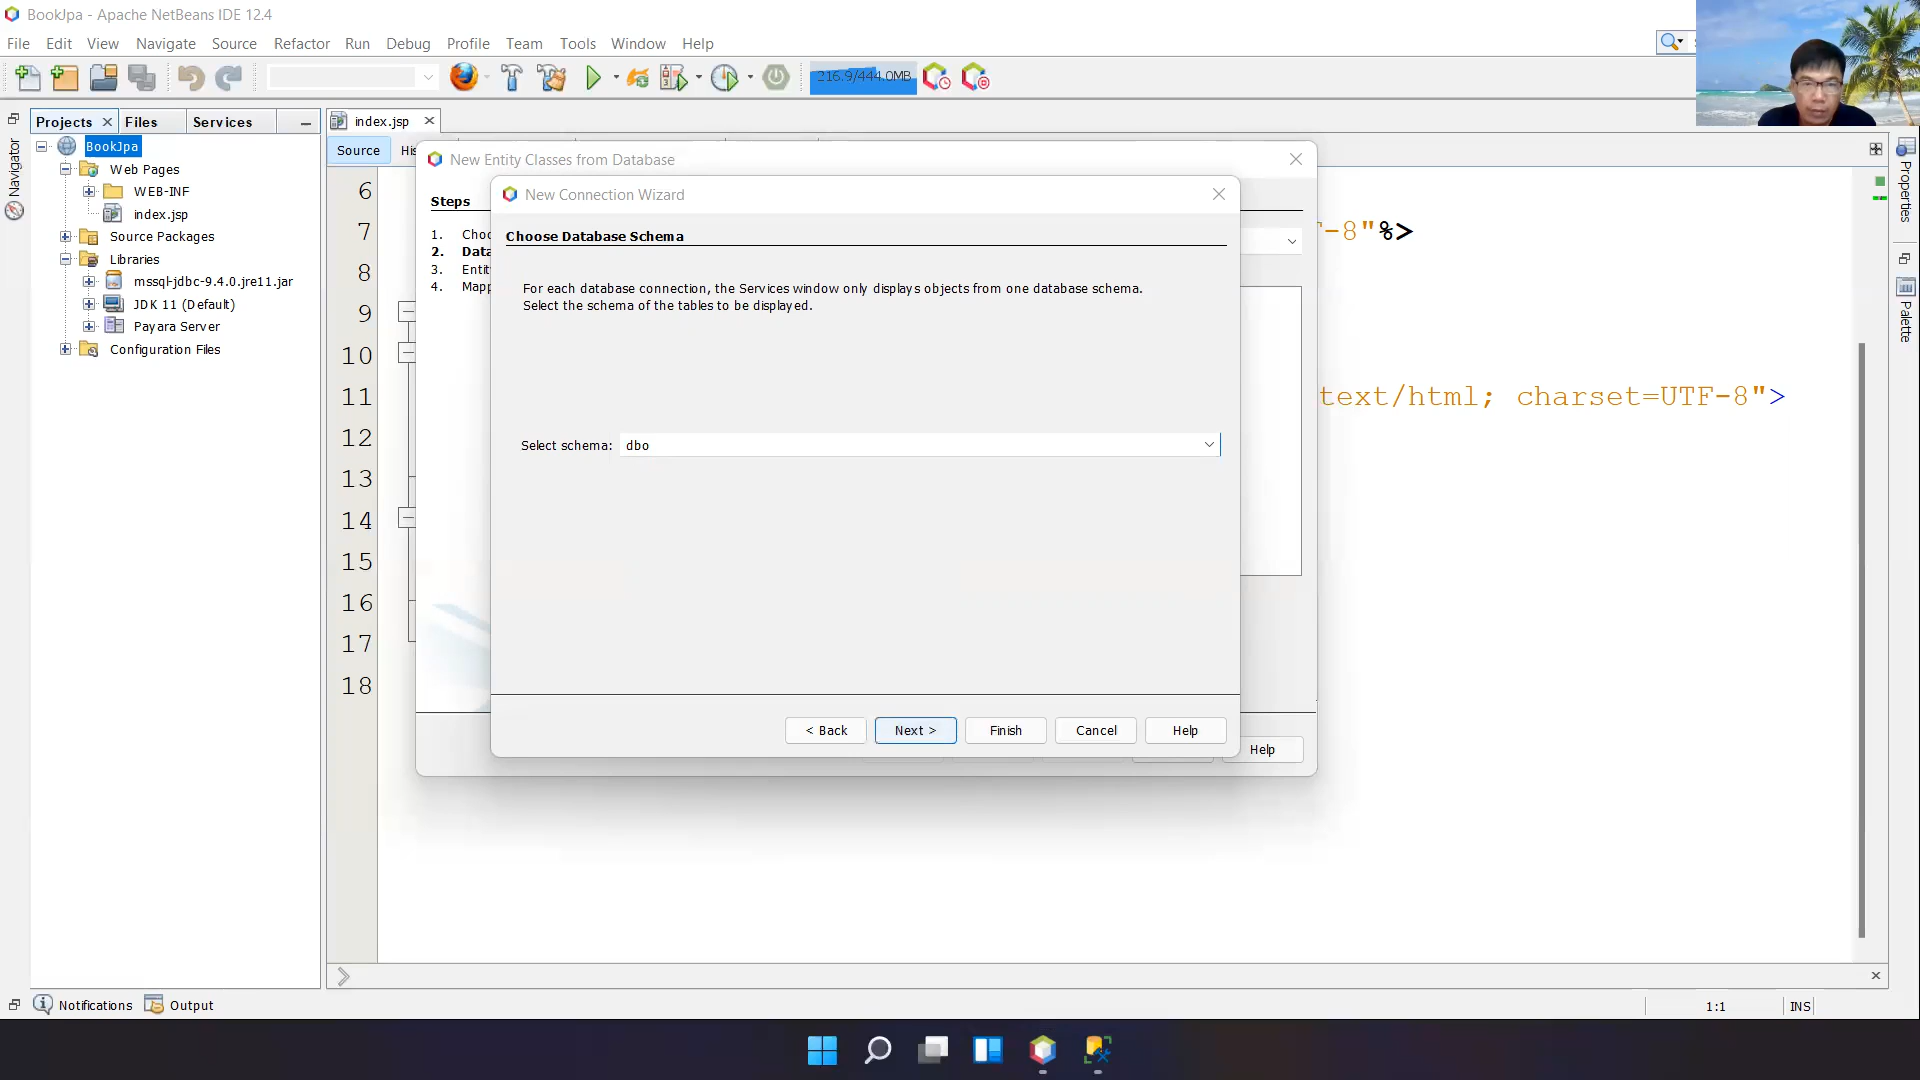 BookJpa - Apache NetBeans IDE 12.4
File Edit View Navigate Source Refactor Run Debug Profile Team Tools Window Help
216.9/444.0MB
Projects Files Services
index.jsp
Source
Navigator
BookJpa
Web Pages
WEB-INF
index.jsp
Source Packages
Libraries
mssql-jdbc-9.4.0.jre11.jar
JDK 11 (Default)
Payara Server
Configuration Files
6
7
8
9
10
11
12
13
14
15
16
17
18
-8"%>
text/html; charset=UTF-8">
New Entity Classes from Database
Steps
1.
2.
3.
4.
Help
New Connection Wizard
Choose Database Schema
For each database connection, the Services window only displays objects from one database schema.
Select the schema of the tables to be displayed.
Select schema: dbo
< Back Next > Finish Cancel Help
Properties
Palette
Notifications Output
1:1 INS